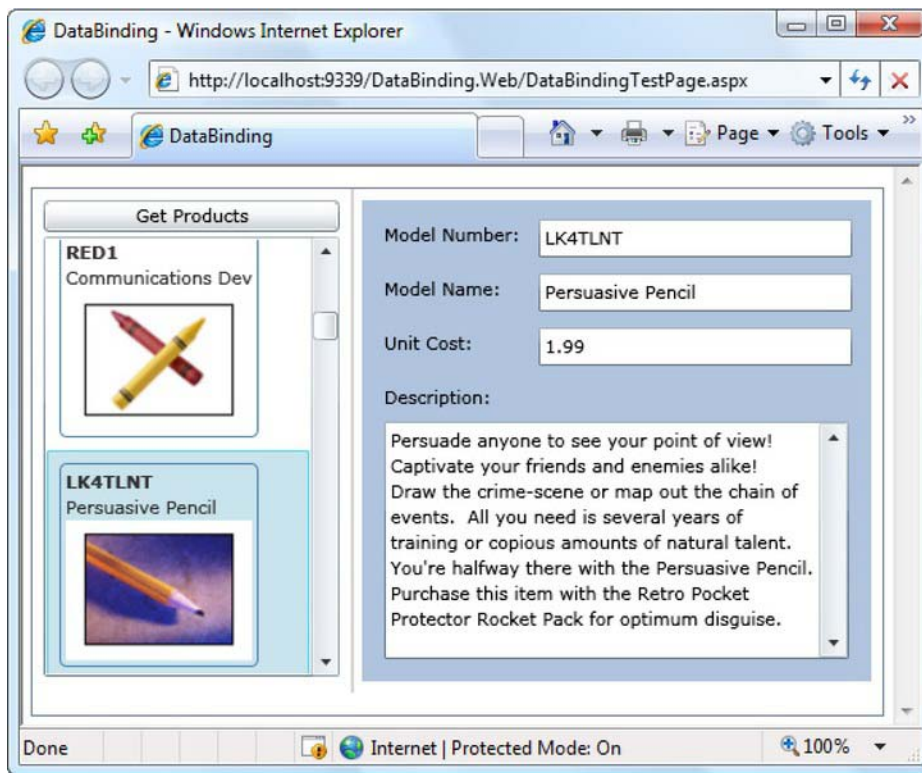 DataBinding - Windows Internet Explorer
http://localhost:9339/DataBinding.Web/DataBindingTestPage.aspx
DataBinding
Page
Tools
Get Products
RED1
Communications Dev
LK4TLNT
Persuasive Pencil
Model Number:
LK4TLNT
Model Name:
Persuasive Pencil
Unit Cost:
1.99
Description:
Persuade anyone to see your point of view!
Captivate your friends and enemies alike!
Draw the crime-scene or map out the chain of
events.  All you need is several years of
training or copious amounts of natural talent.
You're halfway there with the Persuasive Pencil.
Purchase this item with the Retro Pocket
Protector Rocket Pack for optimum disguise.
Done
Internet | Protected Mode: On
100%